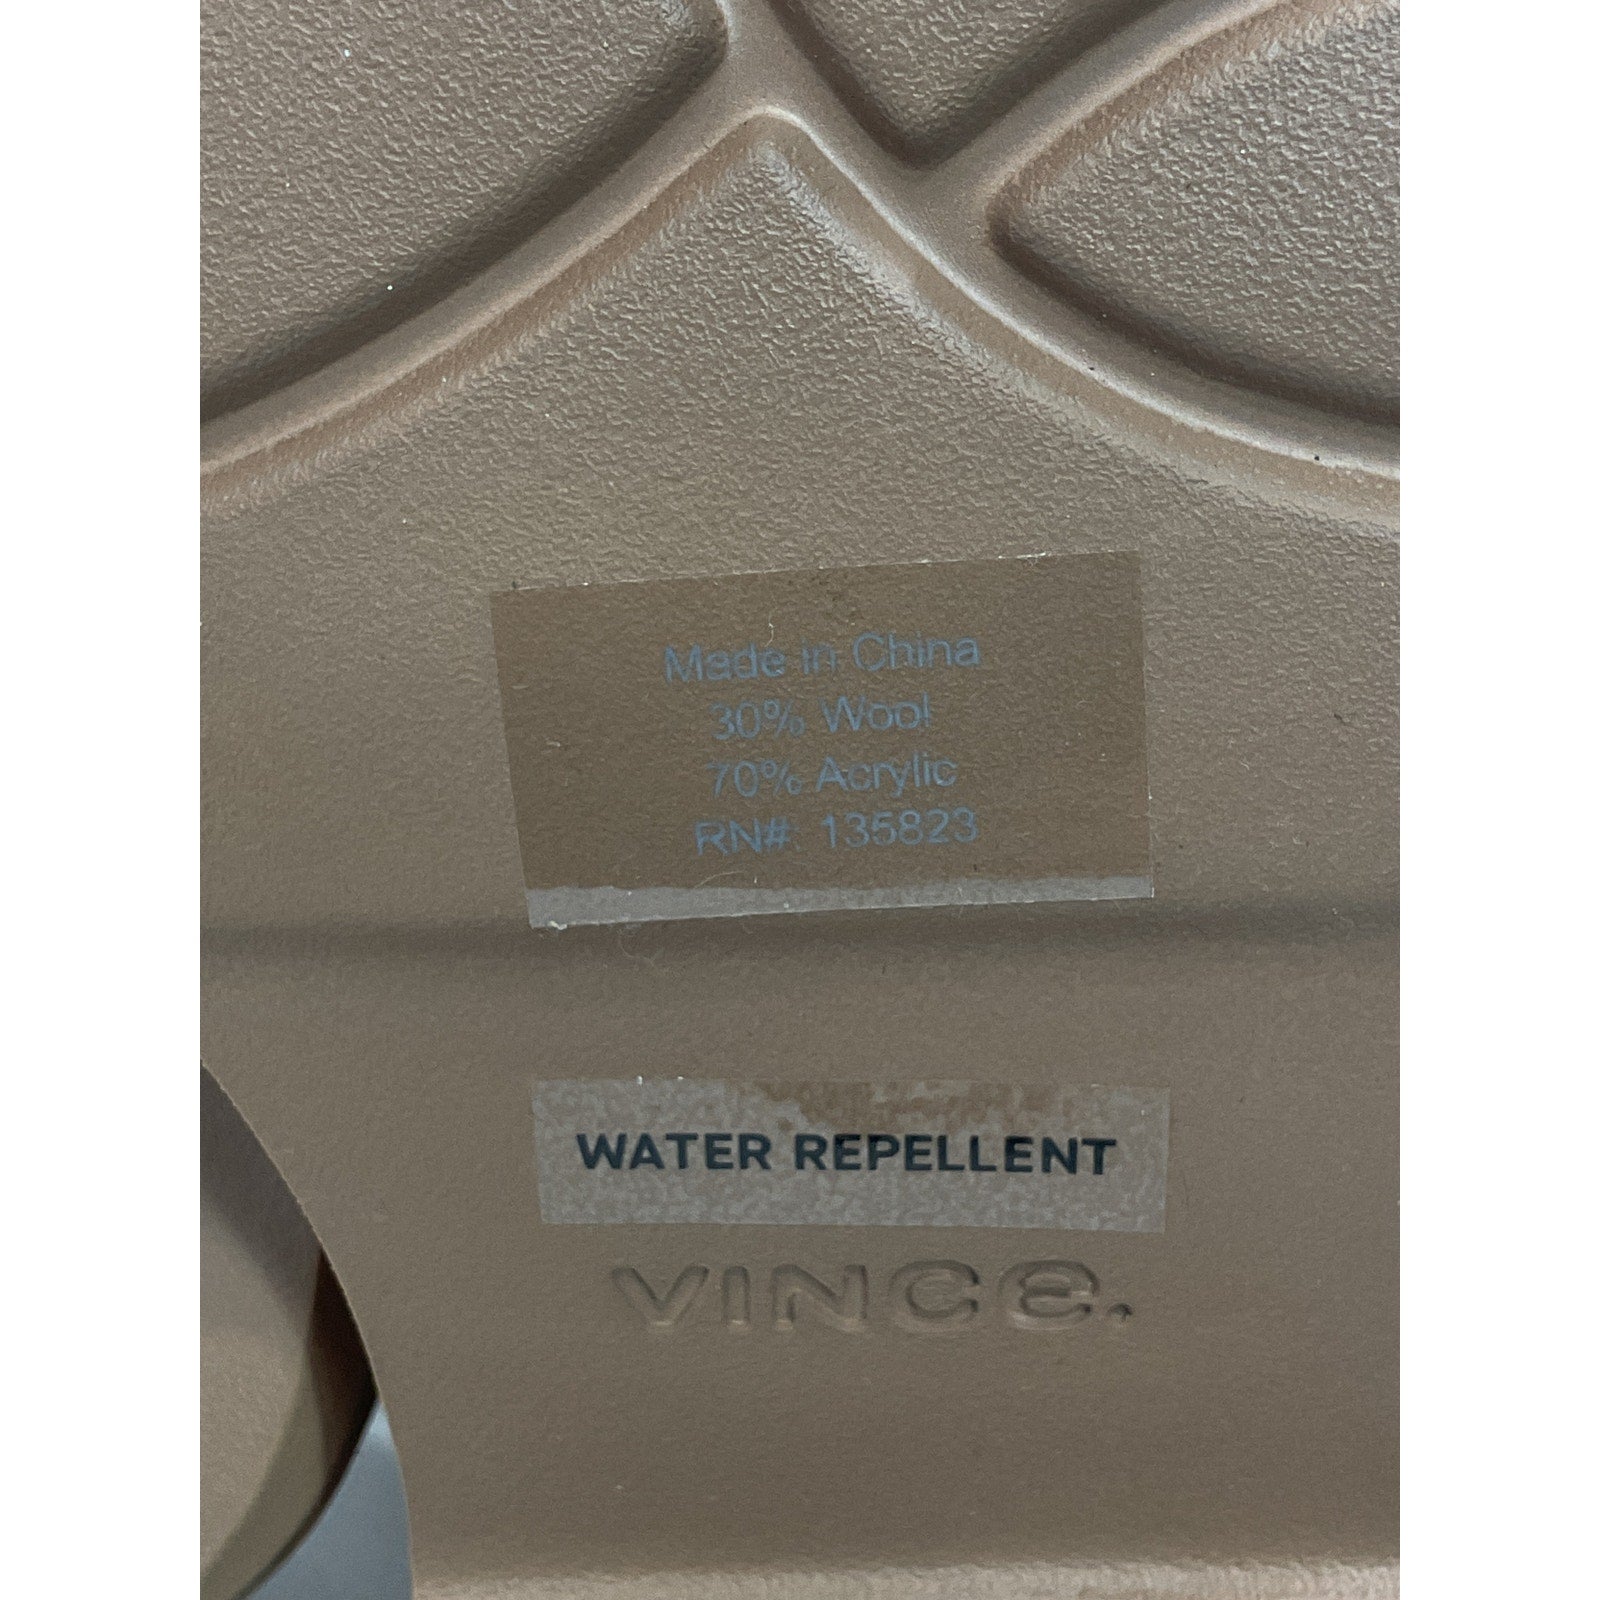 Made in China
30% Wool
70% Acrylic
RN#: 135823
WATER REPELLENT
VINCE.